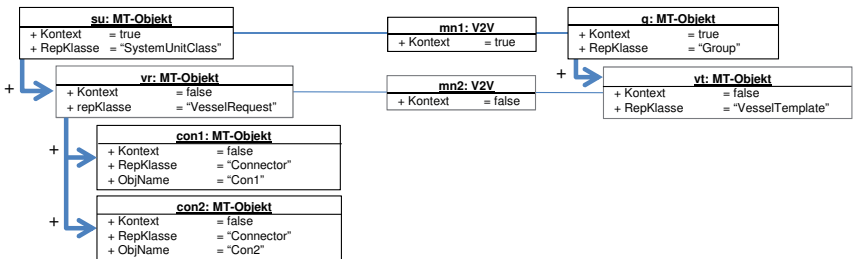 su: MT-Objekt
+ Kontext = true
+ RepKlasse = “SystemUnitClass”
mn1: V2V
+ Kontext = true
g: MT-Objekt
+ Kontext = true
+ RepKlasse = “Group”
+
vr: MT-Objekt
+ Kontext = false
+ repKlasse = “VesselRequest”
mn2: V2V
+ Kontext = false
+
vt: MT-Objekt
+ Kontext = false
+ RepKlasse = “VesselTemplate”
+
con1: MT-Objekt
+ Kontext = false
+ RepKlasse = “Connector”
+ ObjName = “Con1”
+
con2: MT-Objekt
+ Kontext = false
+ RepKlasse = “Connector”
+ ObjName = “Con2”